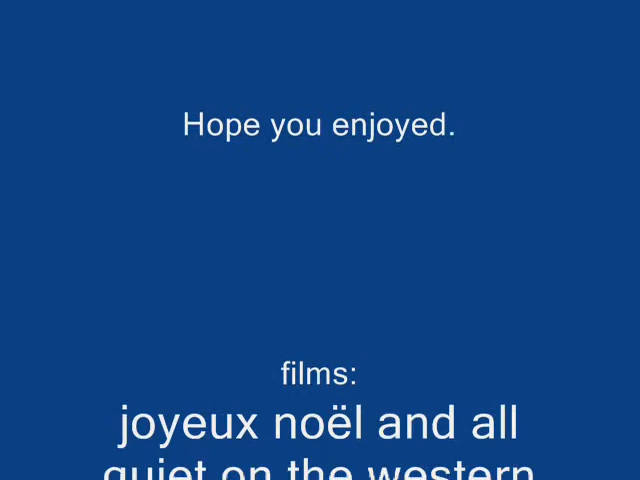 Hope you enjoyed.
films:
joyeux noël and all
quiet on the western